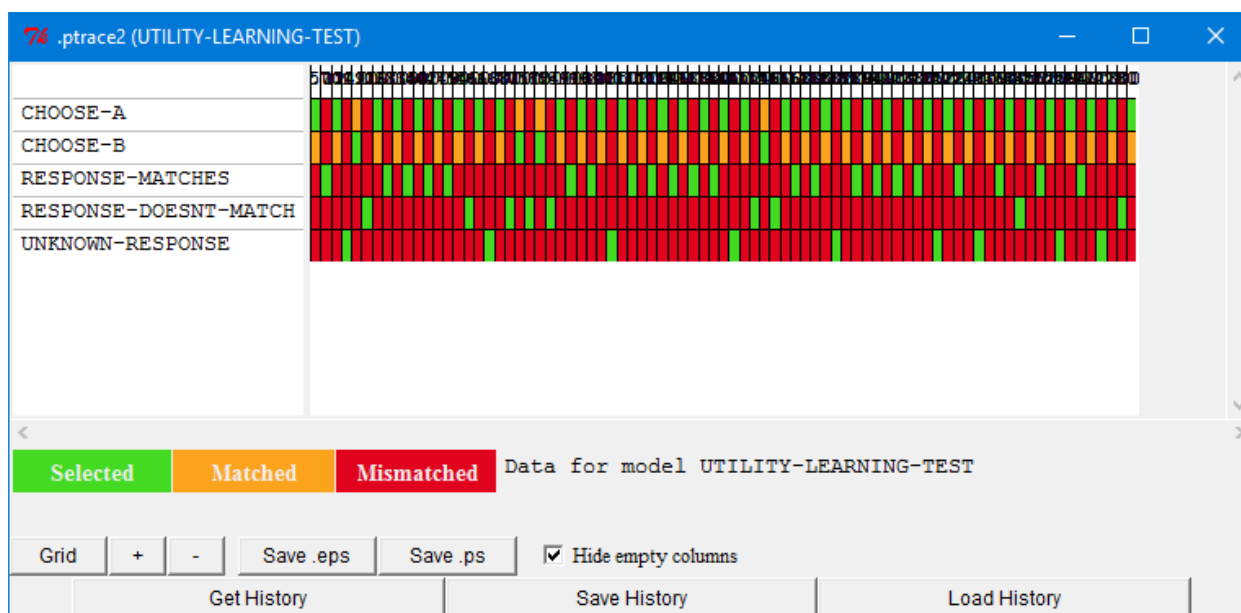 .ptrace2 (UTILITY-LEARNING-TEST)
CHOOSE-A
CHOOSE-B
RESPONSE-MATCHES
RESPONSE-DOESNT-MATCH
UNKNOWN-RESPONSE
Selected Matched Mismatched Data for model UTILITY-LEARNING-TEST
Grid + - Save .eps Save .ps Hide empty columns
Get History Save History Load History